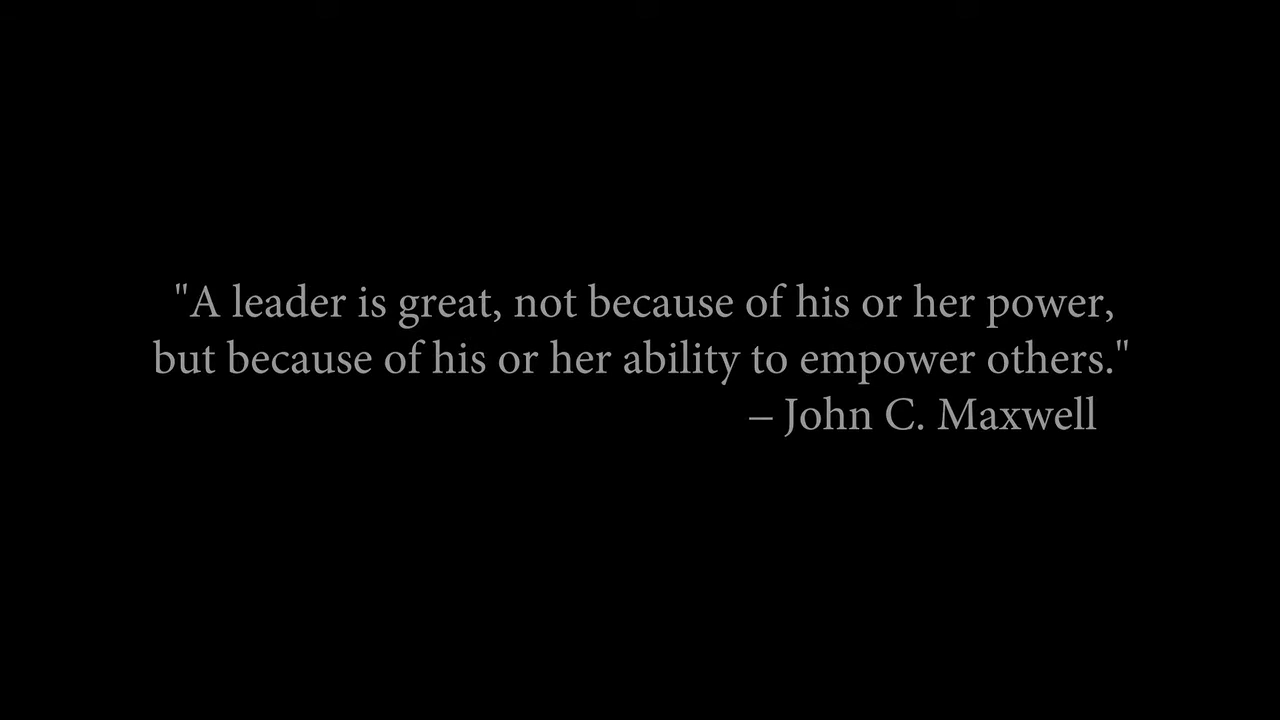 "A leader is great, not because of his or her power,
but because of his or her ability to empower others."
– John C. Maxwell